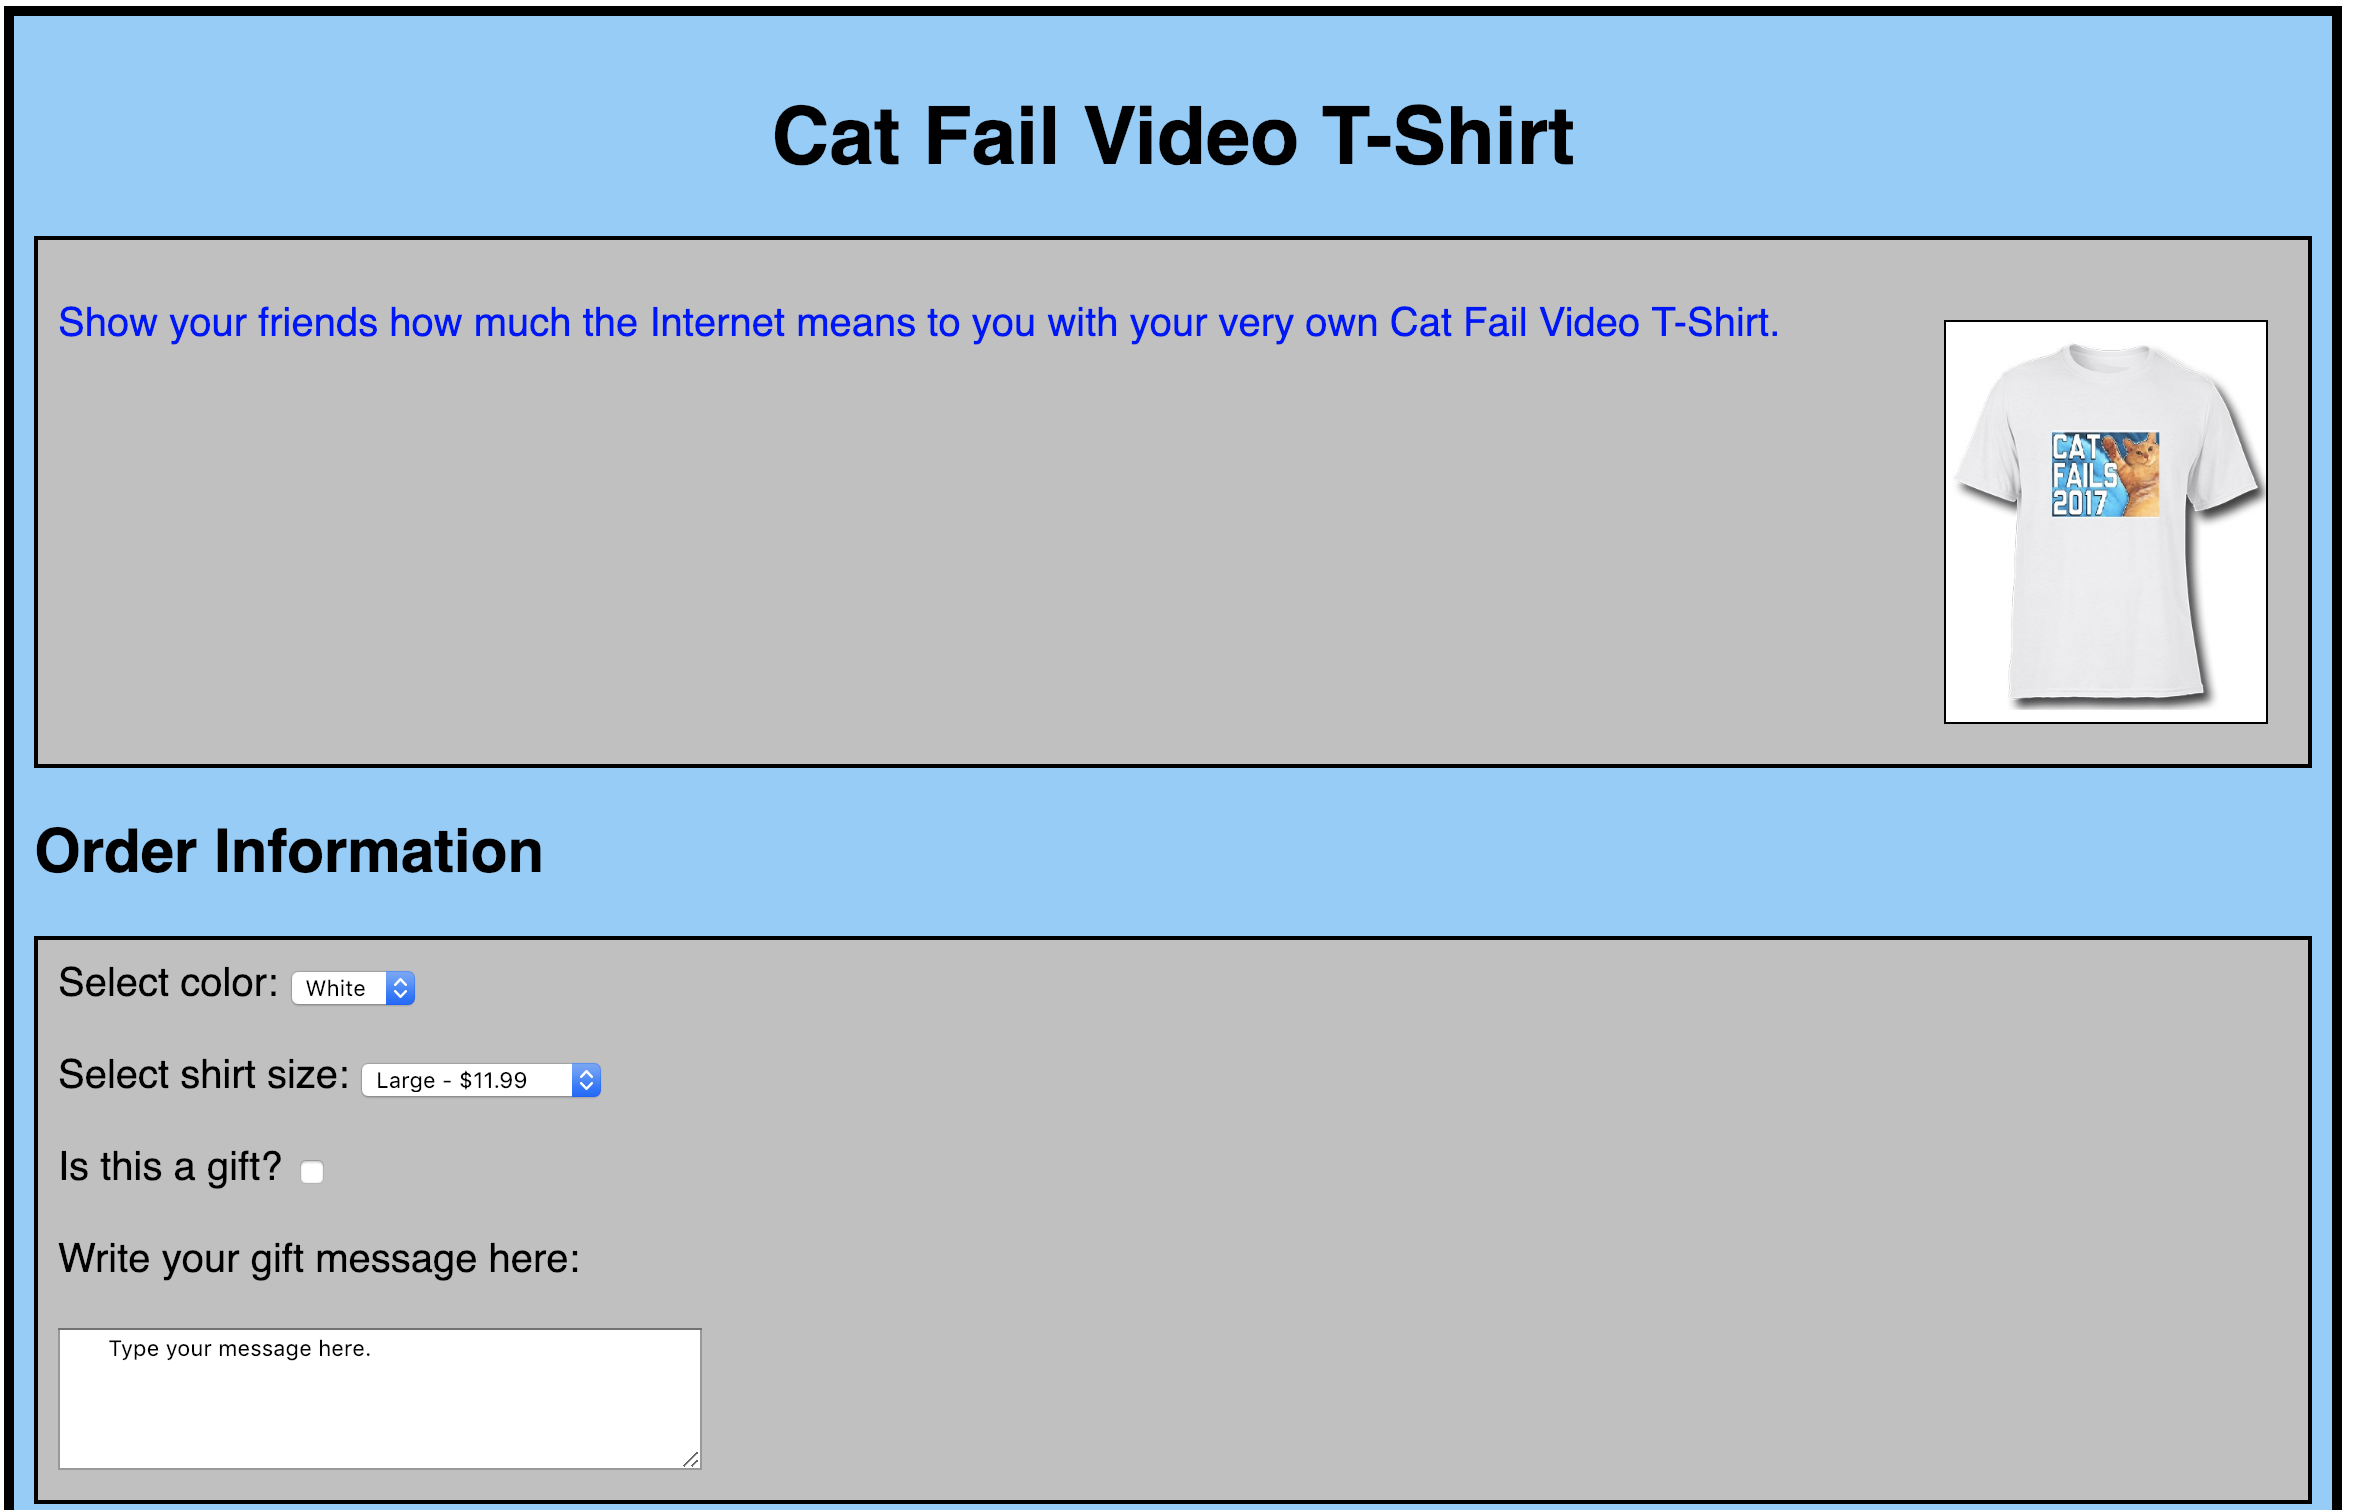 Cat Fail Video T-Shirt
Show your friends how much the Internet means to you with your very own Cat Fail Video T-Shirt.
CAT
FAILS
2017
Order Information
Select color: White
Select shirt size: Large - $11.99
Is this a gift?
Write your gift message here:
Type your message here.